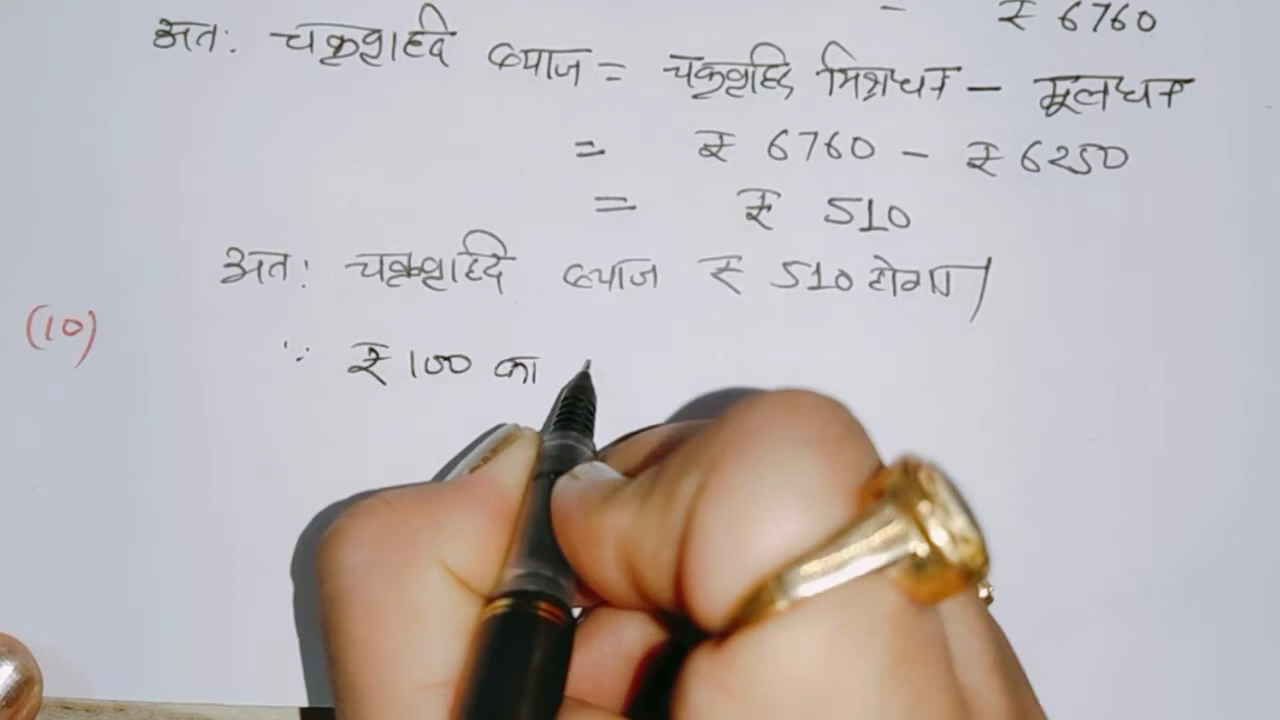 = ₹ 6760
अतः चक्रवृद्धि ब्याज = चक्रवृद्धि मिश्रधन - मूलधन
= ₹ 6760 - ₹ 6250
= ₹ 510
अतः चक्रवृद्धि ब्याज ₹ 510 होगा।
(10) ∵ ₹ 100 का